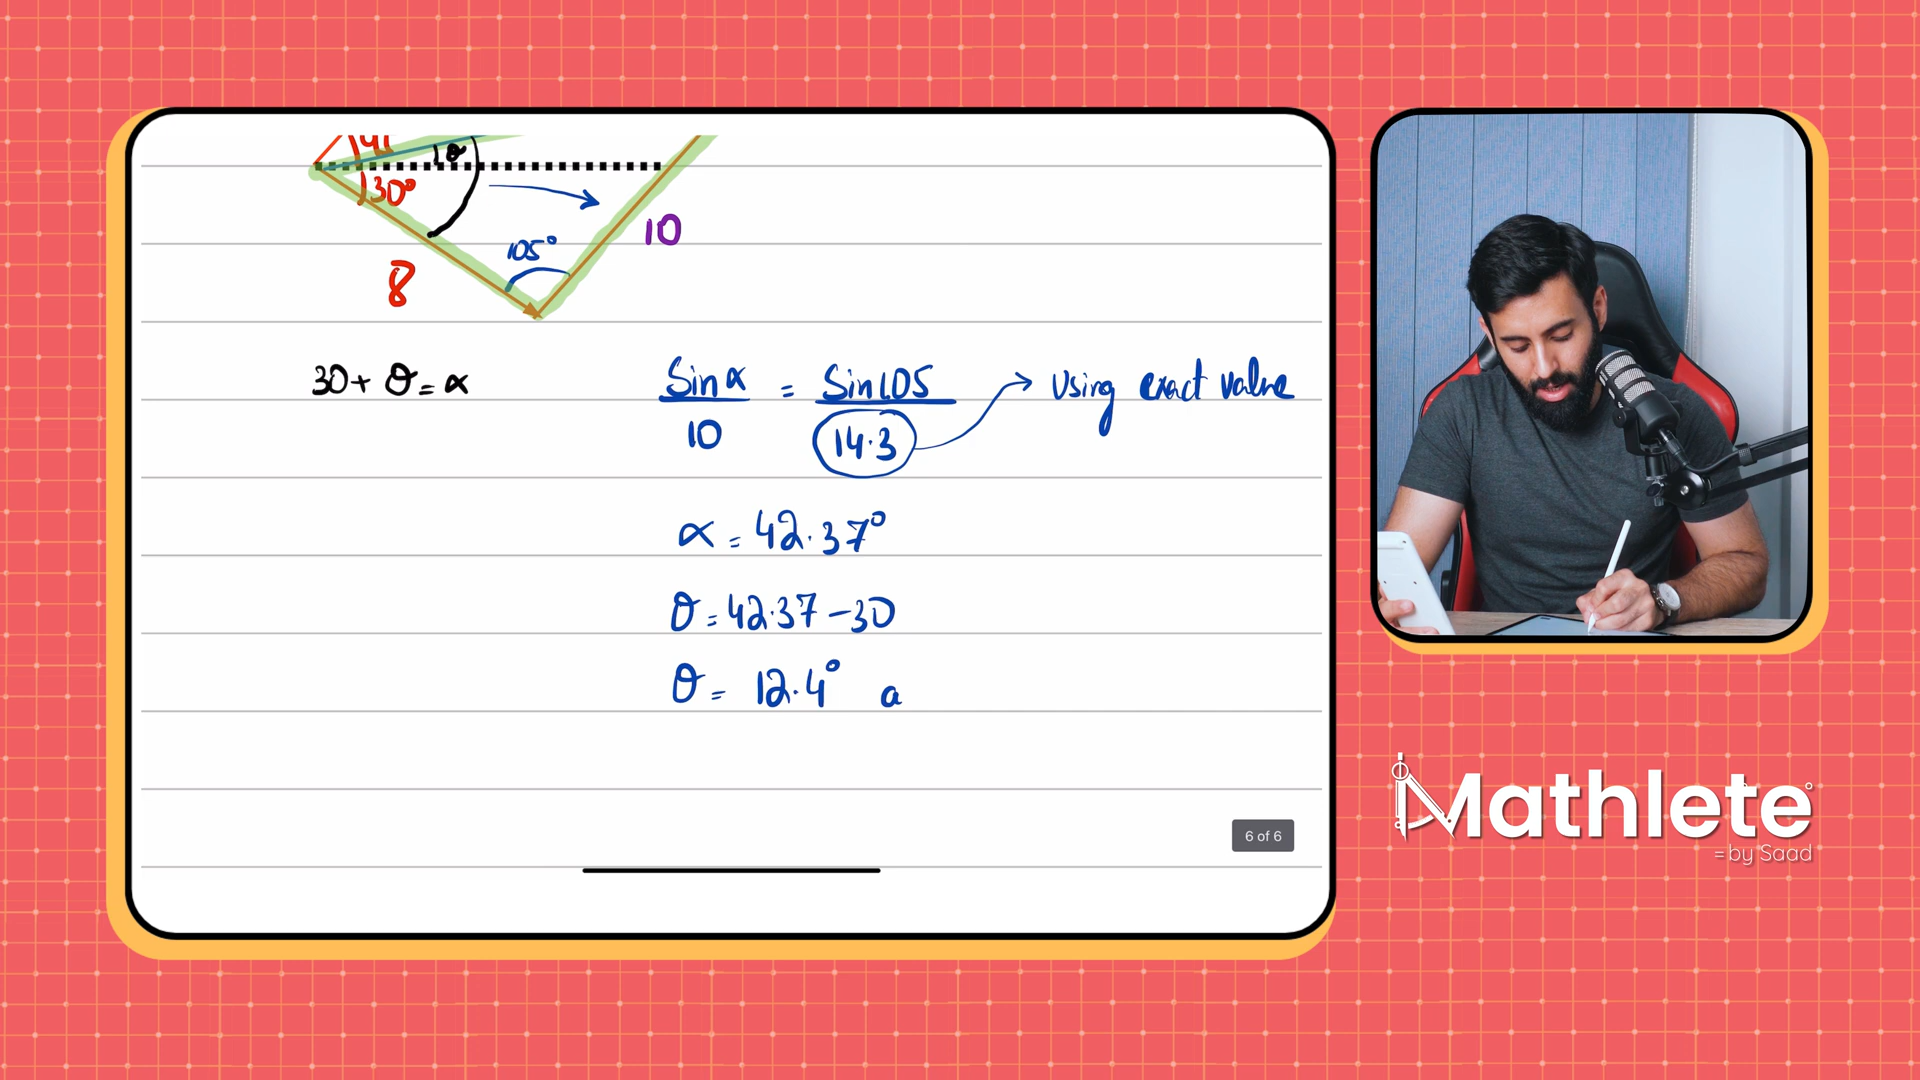 45
θ
30°
105°
10
8
30 + θ = α
Sin α / 10 = Sin 105 / 14.3 → Using exact value
α = 42.37°
θ = 42.37 - 30
θ = 12.4° a
6 of 6
Mathlete
= by Saad